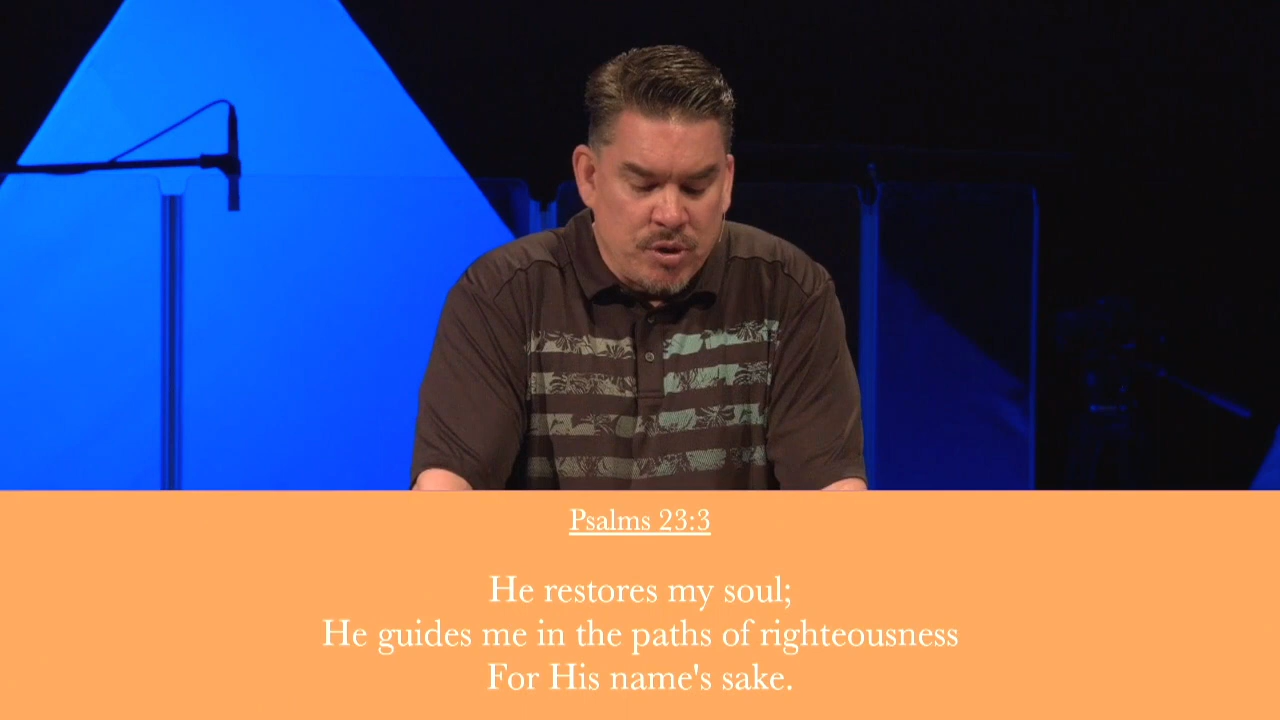 Psalms 23:3
He restores my soul;
He guides me in the paths of righteousness
For His name's sake.